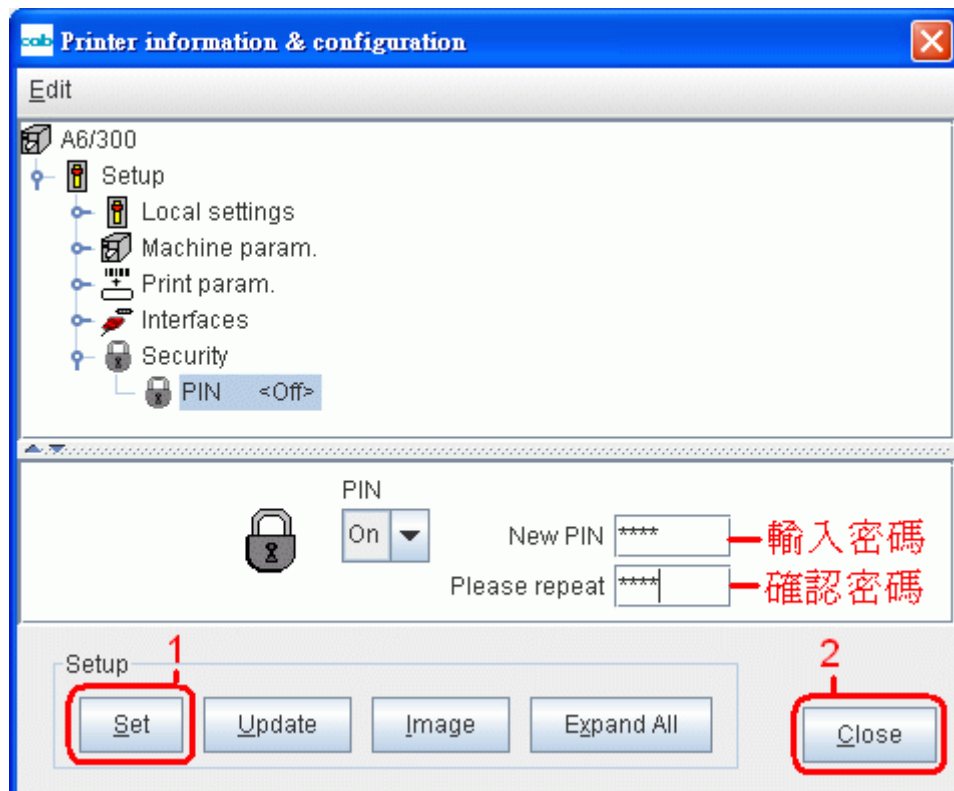 cab Printer information & configuration
Edit
A6/300
Setup
Local settings
Machine param.
Print param.
Interfaces
Security
PIN <Off>
PIN
On
New PIN ****
輸入密碼
Please repeat ****
確認密碼
Setup
1
2
Set
Update
Image
Expand All
Close